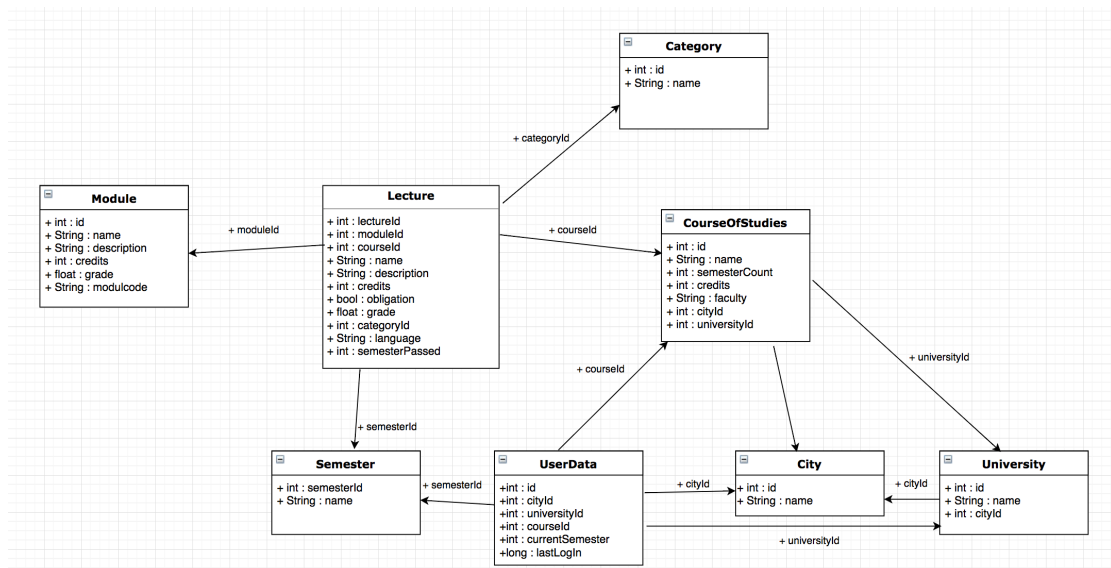 Category
+ int : id
+ String : name
+ categoryId
Module
+ int : id
+ String : name
+ String : description
+ int : credits
+ float : grade
+ String : modulcode
+ moduleId
Lecture
+ int : lectureId
+ int : moduleId
+ int : courseId
+ String : name
+ String : description
+ int : credits
+ bool : obligation
+ float : grade
+ int : categoryId
+ String : language
+ int : semesterPassed
+ courseId
CourseOfStudies
+ int : id
+ String : name
+ int : semesterCount
+ int : credits
+ String : faculty
+ int : cityId
+ int : universityId
+ universityId
+ courseId
+ semesterId
Semester
+ int : semesterId
+ String : name
+ semesterId
UserData
+int : id
+int : cityId
+int : universityId
+int : courseId
+int : currentSemester
+long : lastLogIn
+ cityId
City
+ int : id
+ String : name
+ cityId
University
+ int : id
+ String : name
+ int : cityId
+ universityId